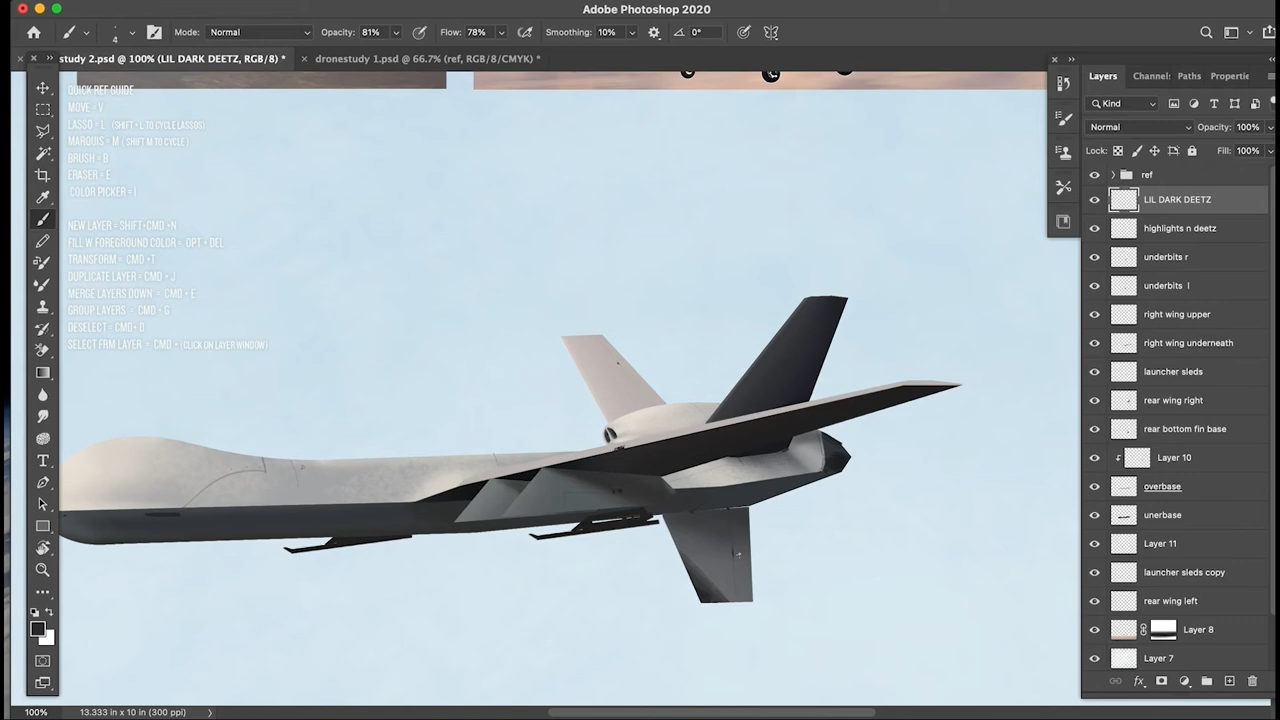 Adobe Photoshop 2020
4
Mode: Normal
Opacity: 81%
Flow: 78%
Smoothing: 10%
0°
study 2.psd @ 100% (LIL DARK DEETZ, RGB/8) *
dronestudy 1.psd @ 66.7% (ref, RGB/8/CMYK) *
QUICK REF GUIDE
MOVE = V
LASSO = L (SHIFT + L TO CYCLE LASSOS)
MARQUIS = M ( SHIFT M TO CYCLE )
BRUSH = B
ERASER = E
COLOR PICKER = I
NEW LAYER = SHIFT+CMD +N
FILL W FOREGROUND COLOR = OPT + DEL
TRANSFORM = CMD +T
DUPLICATE LAYER = CMD + J
MERGE LAYERS DOWN = CMD + E
GROUP LAYERS = CMD + G
DESELECT = CMD+ D
SELECT FRM LAYER = CMD + (CLICK ON LAYER WINDOW)
Layers
Channel:
Paths
Propertic
Kind
Normal
Opacity: 100%
Lock:
Fill: 100%
ref
LIL DARK DEETZ
highlights n deetz
underbits r
underbits l
right wing upper
right wing underneath
launcher sleds
rear wing right
rear bottom fin base
Layer 10
overbase
unerbase
Layer 11
launcher sleds copy
rear wing left
Layer 8
Layer 7
fx
100%
13.333 in x 10 in (300 ppi)